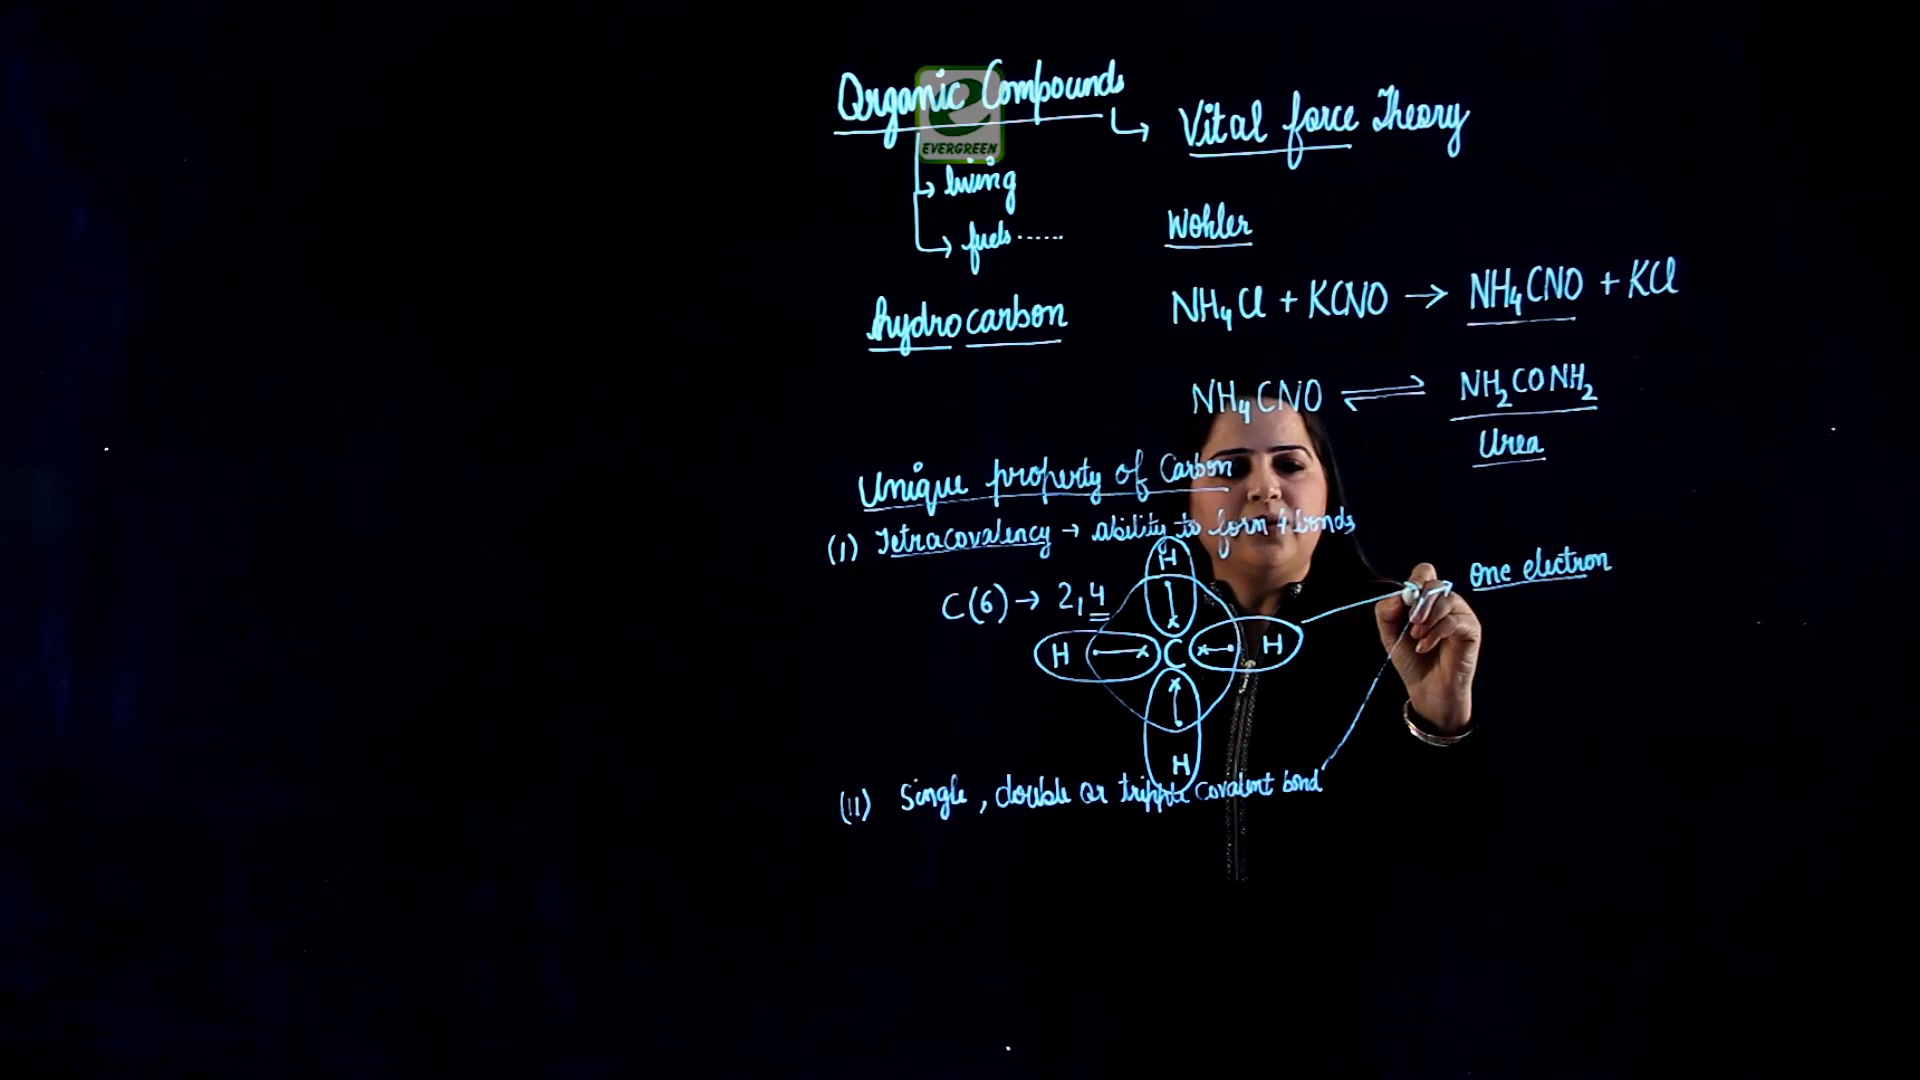 Organic Compounds
Vital force Theory
EVERGREEN
living
fuels ......
Wohler
hydrocarbon
NH₄Cl + KCNO → NH₄CNO + KCl
NH₄CNO ⇌ NH₂CONH₂
Urea
Unique property of Carbon
(I) Tetracovalency → ability to form 4 bonds
C(6) → 2,4
H
one electron
H C H
H
(II) Single, double or tripple covalent bond